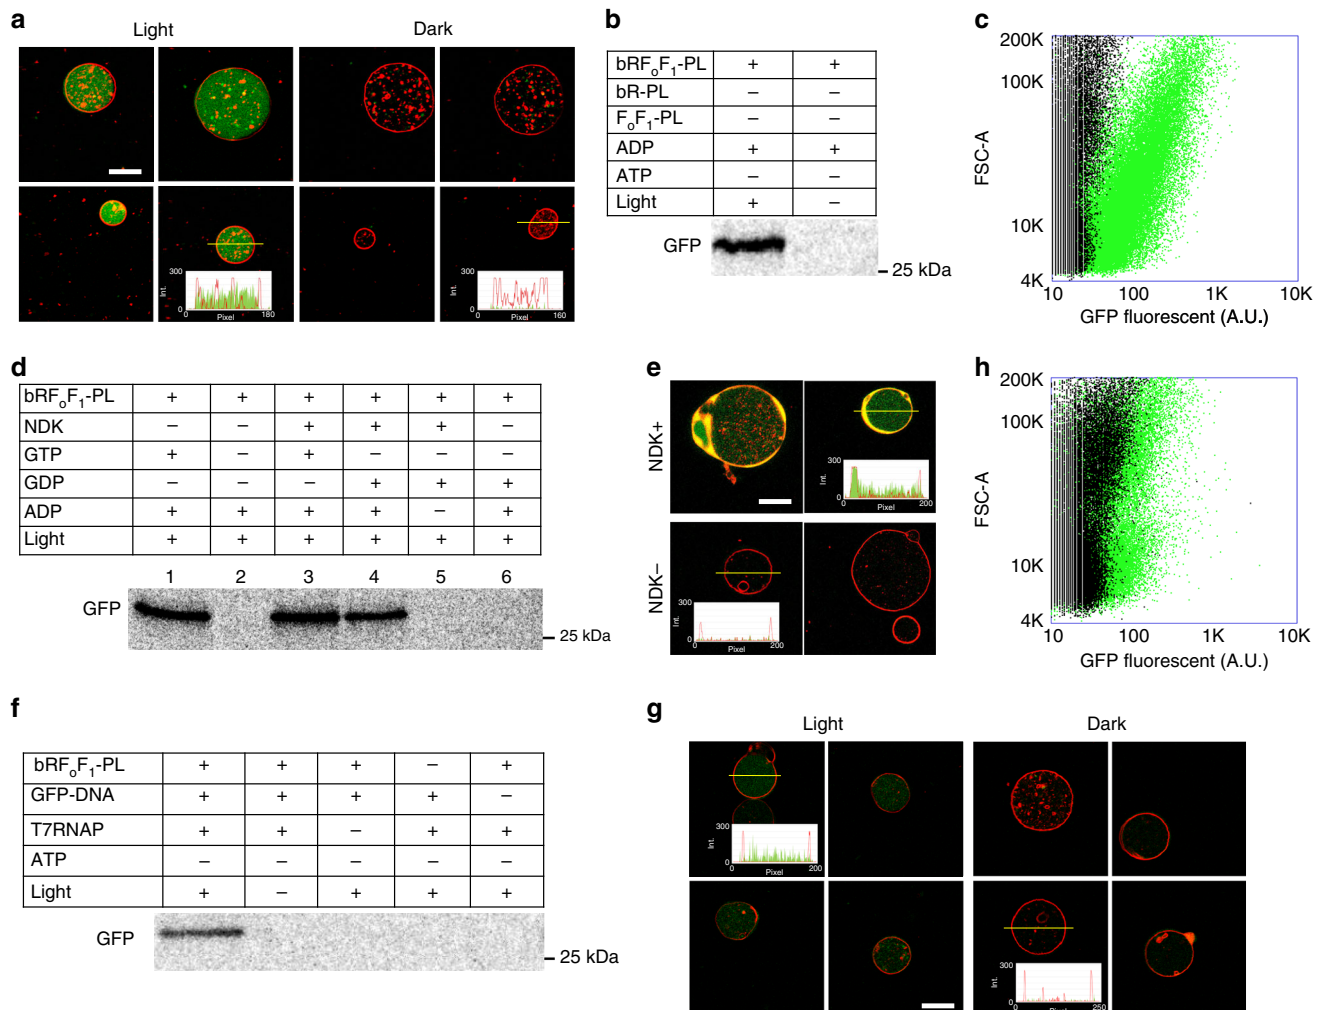 a
Light Dark
300
Int.
0
0 Pixel 180
300
Int.
0
0 Pixel 160
b
bRFoF1-PL + +
bR-PL − −
FoF1-PL − −
ADP + +
ATP − −
Light + −
GFP
25 kDa
c
200K
100K
FSC-A
10K
4K
10 100 1K 10K
GFP fluorescent (A.U.)
d
bRFoF1-PL + + + + + +
NDK − − + + + −
GTP + − + − − −
GDP − − − + + +
ADP + + + + − +
Light + + + + + +
1 2 3 4 5 6
GFP
25 kDa
e
NDK+
300
Int.
0
0 Pixel 200
NDK−
300
Int.
0
0 Pixel 200
h
200K
100K
FSC-A
10K
4K
10 100 1K 10K
GFP fluorescent (A.U.)
f
bRFoF1-PL + + + − +
GFP-DNA + + + + −
T7RNAP + + − + +
ATP − − − − −
Light + − + + +
GFP
25 kDa
g
Light Dark
300
Int.
0
0 Pixel 200
300
Int.
0
0 Pixel 250